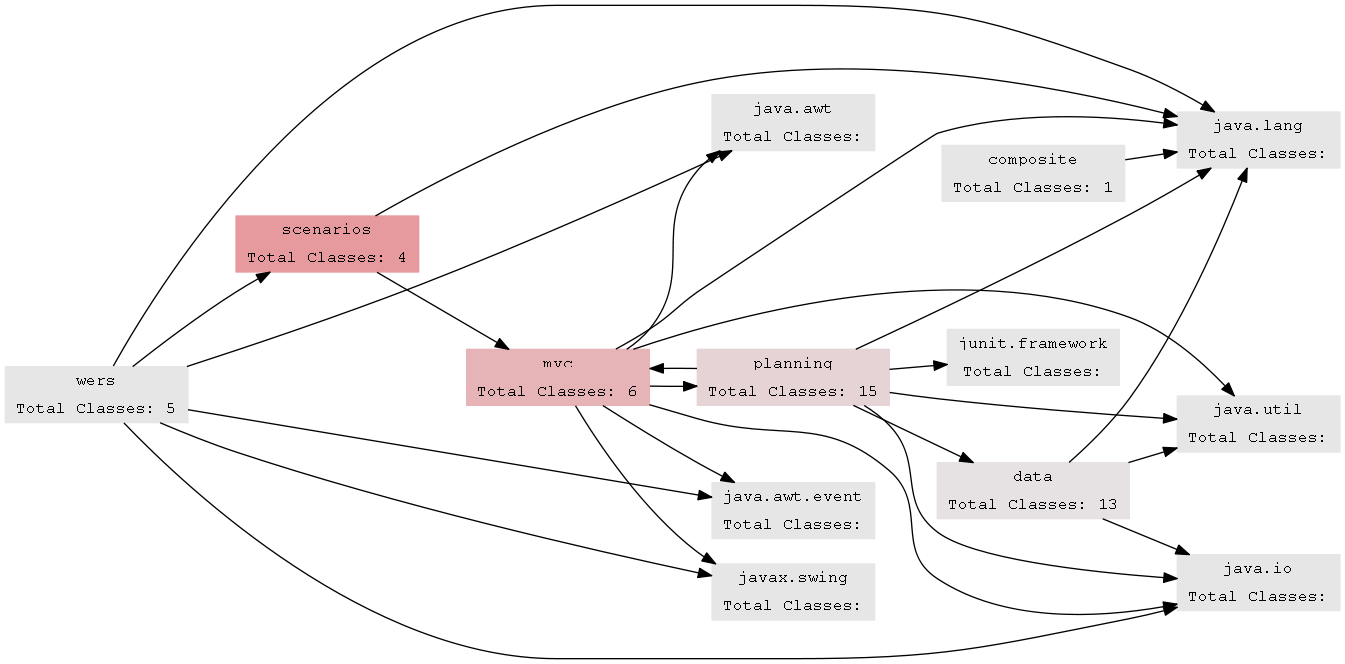 java.awt
Total Classes:
java.lang
Total Classes:
composite
Total Classes: 1
scenarios
Total Classes: 4
junit.framework
Total Classes:
wers
Total Classes: 5
mvc
Total Classes: 6
planning
Total Classes: 15
java.util
Total Classes:
data
Total Classes: 13
java.awt.event
Total Classes:
java.io
Total Classes:
javax.swing
Total Classes: